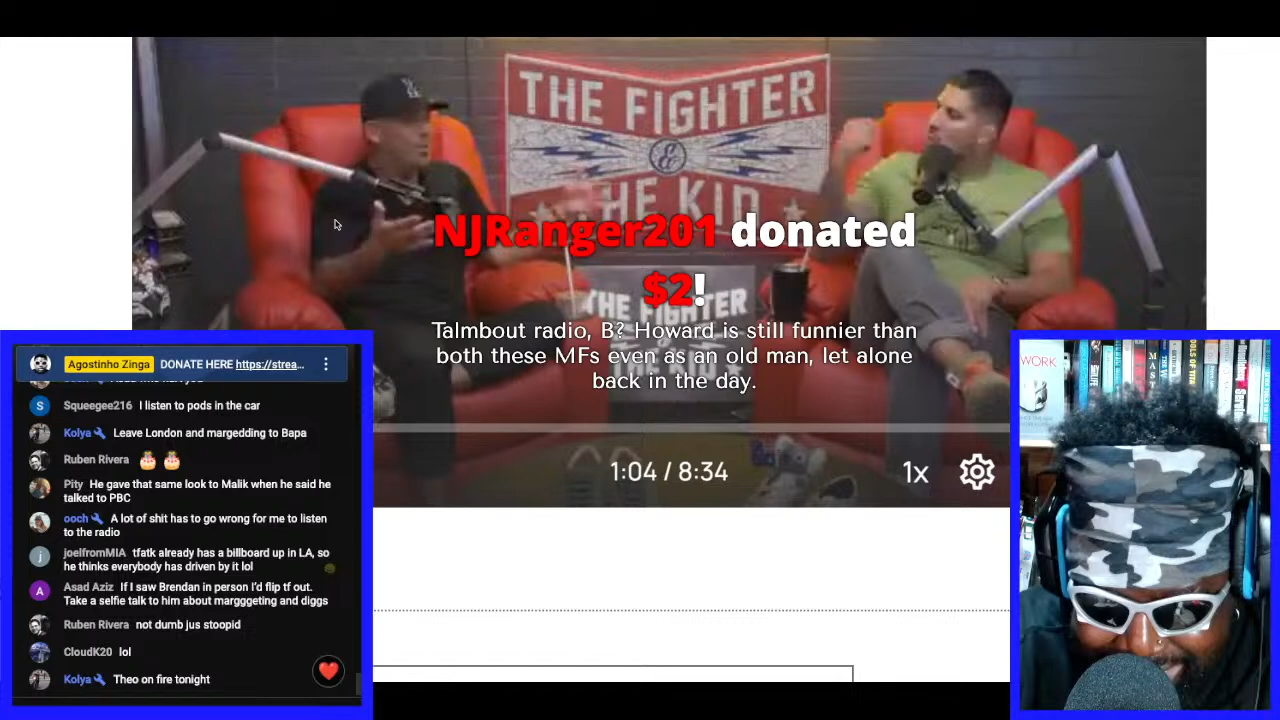 THE FIGHTER
&
THE KID
NJRanger201 donated
$2!
THE FIGHTER
THE KID
Talmbout radio, B? Howard is still funnier than
both these MFs even as an old man, let alone
back in the day.
1:04 / 8:34
1x
Agostinho Zinga DONATE HERE https://strea...
Squeegee216 I listen to pods in the car
Kolya Leave London and margedding to Bapa
Ruben Rivera
Pity He gave that same look to Malik when he said he
talked to PBC
ooch A lot of shit has to go wrong for me to listen
to the radio
joelfromMIA tfatk already has a billboard up in LA, so
he thinks everybody has driven by it lol
Asad Aziz If I saw Brendan in person I'd flip tf out.
Take a selfie talk to him about margggeting and diggs
Ruben Rivera not dumb jus stoopid
CloudK20 lol
Kolya Theo on fire tonight
WORK